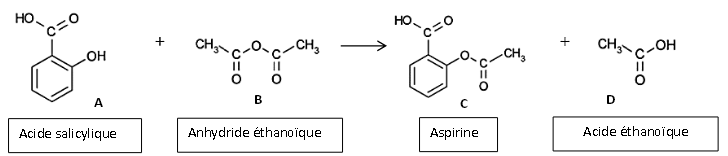 HO C O OH
+
CH3 C O C CH3 O O
HO C O O C CH3 O
+
CH3 C OH O
A
B
C
D
Acide salicylique
Anhydride éthanoïque
Aspirine
Acide éthanoïque